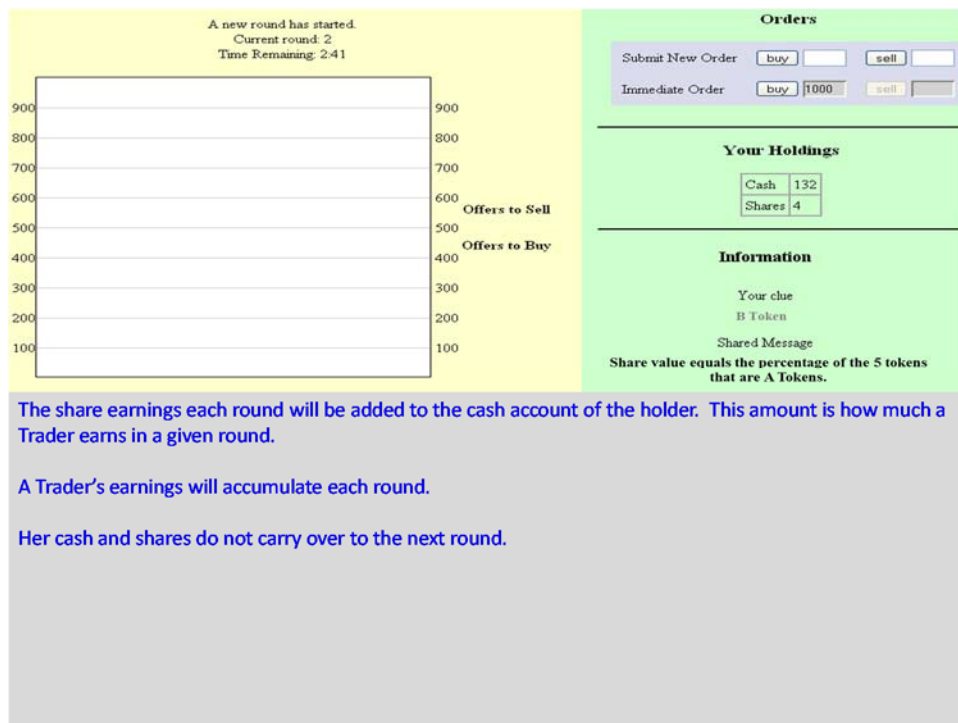 A new round has started.
Current round: 2
Time Remaining: 2:41
900 900
800 800
700 700
600 600
Offers to Sell
500 500
Offers to Buy
400 400
300 300
200 200
100 100
Orders
Submit New Order buy sell
Immediate Order buy 1000 sell
Your Holdings
Cash 132
Shares 4
Information
Your clue
B Token
Shared Message
Share value equals the percentage of the 5 tokens
that are A Tokens.
The share earnings each round will be added to the cash account of the holder. This amount is how much a
Trader earns in a given round.
A Trader's earnings will accumulate each round.
Her cash and shares do not carry over to the next round.